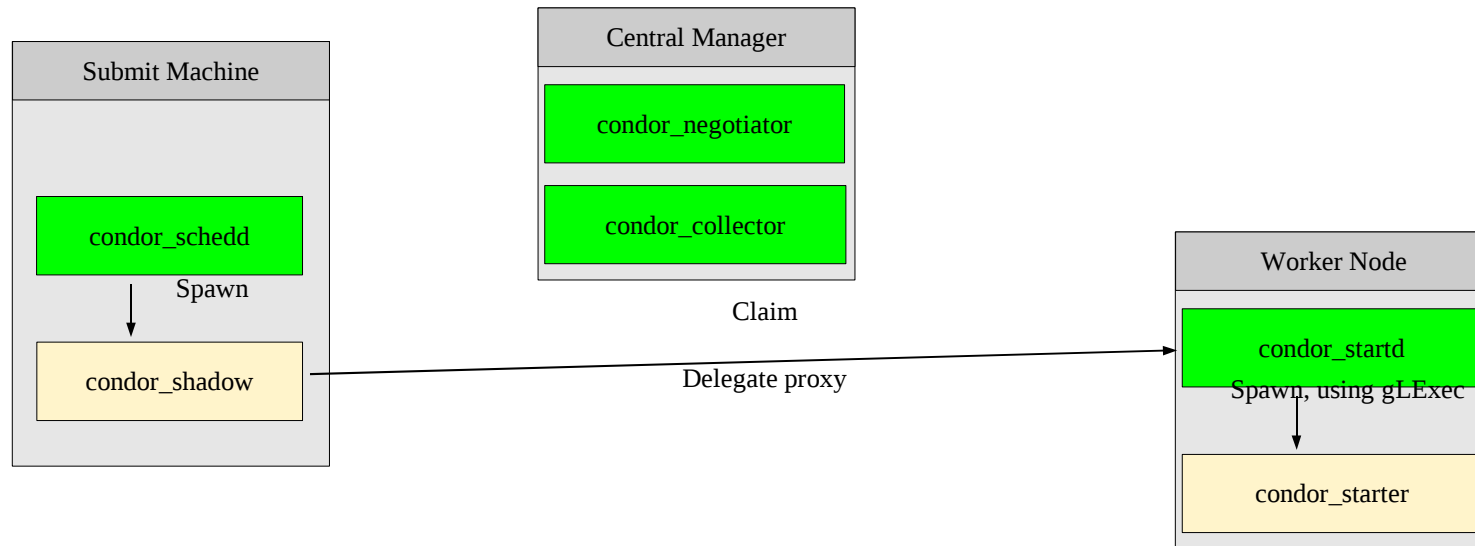 Submit Machine
condor_schedd
Spawn
condor_shadow
Central Manager
condor_negotiator
condor_collector
Claim
Delegate proxy
Worker Node
condor_startd
Spawn, using gLExec
condor_starter